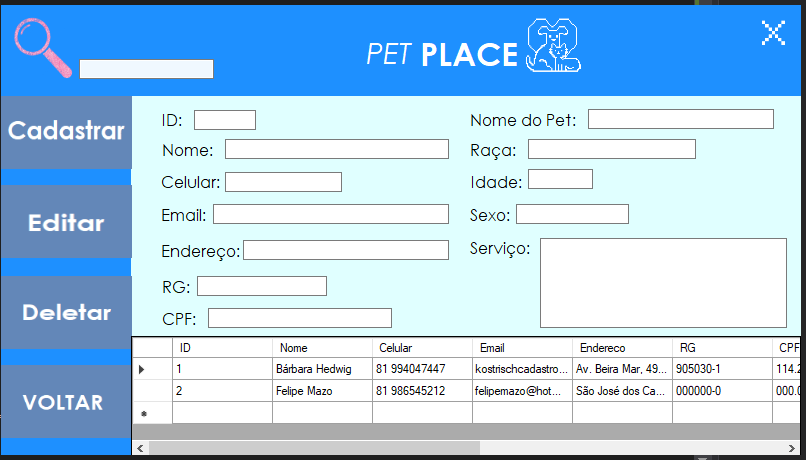 PET PLACE
Cadastrar
Editar
Deletar
VOLTAR
ID:
Nome:
Celular:
Email:
Endereço:
RG:
CPF:
Nome do Pet:
Raça:
Idade:
Sexo:
Serviço:
ID Nome Celular Email Endereco RG CPF
1 Bárbara Hedwig 81 994047447 kostrischcadastro... Av. Beira Mar, 49... 905030-1 114.2
2 Felipe Mazo 81 986545212 felipemazo@hot... São José dos Ca... 000000-0 000.0